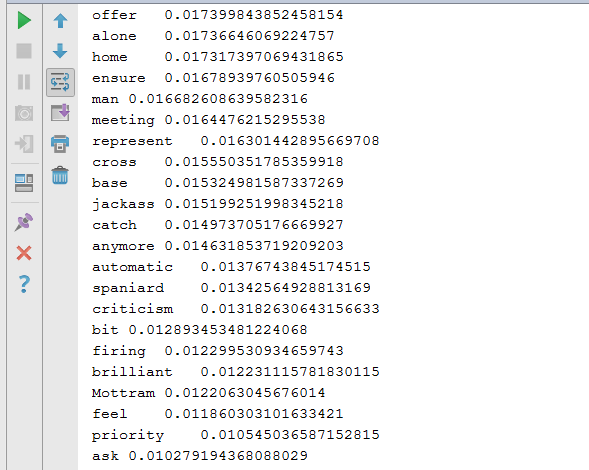 offer 0.017399843852458154
alone 0.01736646069224757
home 0.017317397069431865
ensure 0.01678939760505946
man 0.016682608639582316
meeting 0.0164476215295538
represent 0.016301442895669708
cross 0.015550351785359918
base 0.015324981587337269
jackass 0.015199251998345218
catch 0.014973705176669927
anymore 0.014631853719209203
automatic 0.01376743845174515
spaniard 0.01342564928813169
criticism 0.013182630643156633
bit 0.012893453481224068
firing 0.012299530934659743
brilliant 0.012231115781830115
Mottram 0.0122063045676014
feel 0.011860303101633421
priority 0.010545036587152815
ask 0.010279194368088029